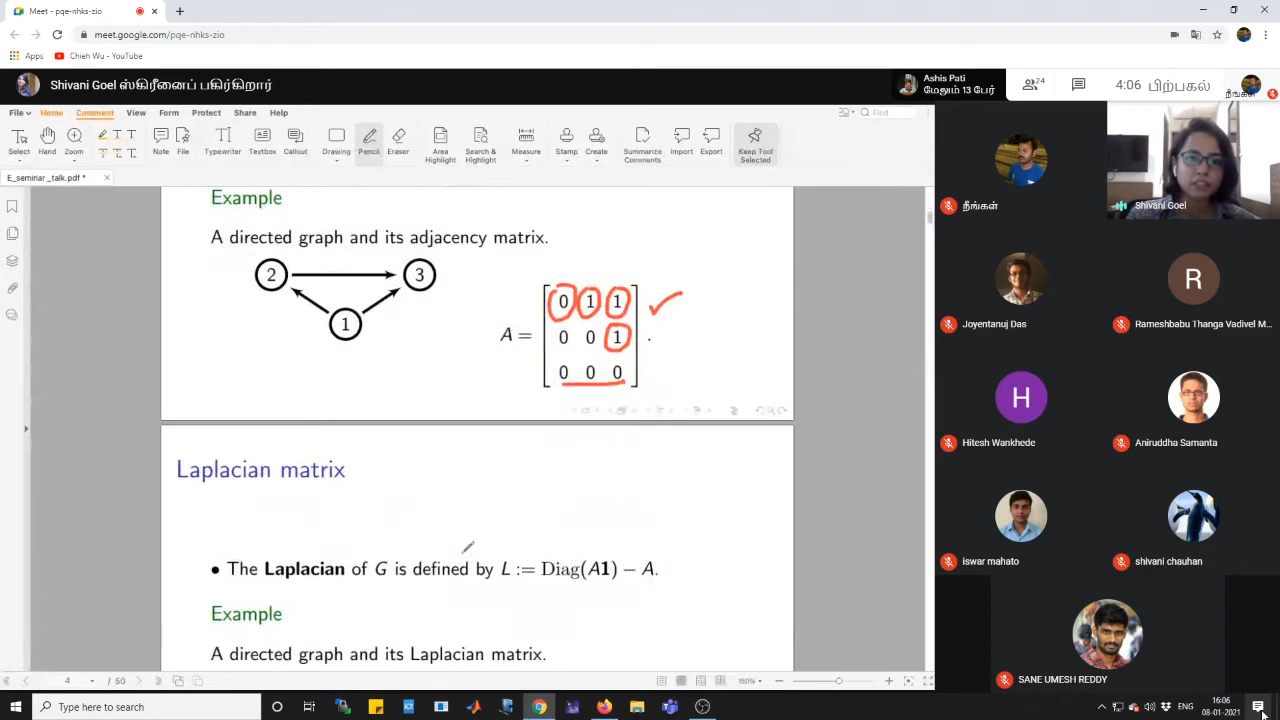 Meet - pqe-nhks-zio
meet.google.com/pqe-nhks-zio
Apps Chieh Wu - YouTube
Shivani Goel ஸ்கிரீனைப் பகிர்கிறார்
Ashis Pati
மேலும் 13 பேர்
24
4:06 பிற்பகல்
நீங்கள்
File Home Comment View Form Protect Share Help
Find
Select Hand Zoom Note File Typewriter Textbox Callout Drawing Pencil Eraser Area Highlight Search & Highlight Measure Stamp Create Summarize Comments Import Export Keep Tool Selected
E_seminar _talk.pdf *
Example
A directed graph and its adjacency matrix.
2 3
1
A =
0 1 1
0 0 1
0 0 0
.
Laplacian matrix
• The Laplacian of G is defined by L := Diag(A1) − A.
Example
A directed graph and its Laplacian matrix.
4 / 50
160%
நீங்கள்
Shivani Goel
Joyentanuj Das
R
Rameshbabu Thanga Vadivel M...
H
Hitesh Wankhede
Aniruddha Samanta
iswar mahato
shivani chauhan
SANE UMESH REDDY
Type here to search
ENG
16:06
08-01-2021